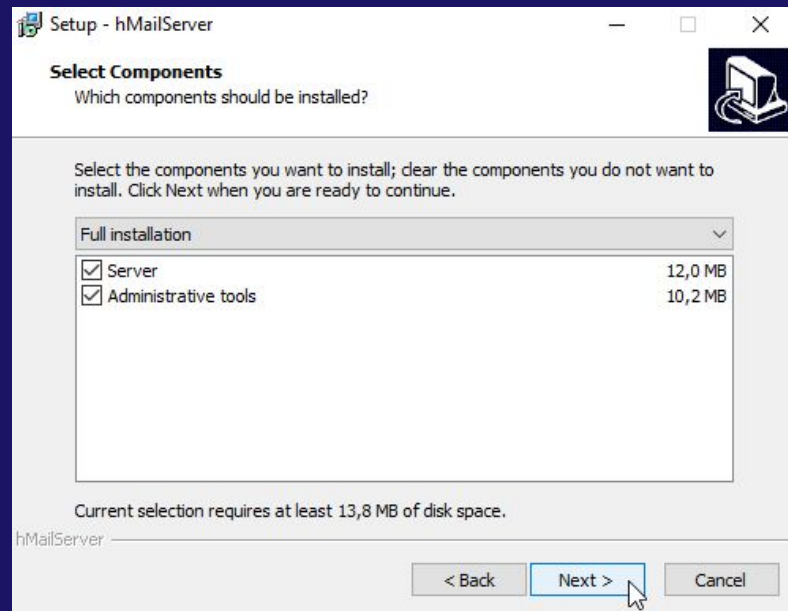 Setup - hMailServer
Select Components
Which components should be installed?
Select the components you want to install; clear the components you do not want to
install. Click Next when you are ready to continue.
Full installation
Server 12,0 MB
Administrative tools 10,2 MB
Current selection requires at least 13,8 MB of disk space.
hMailServer
< Back Next > Cancel